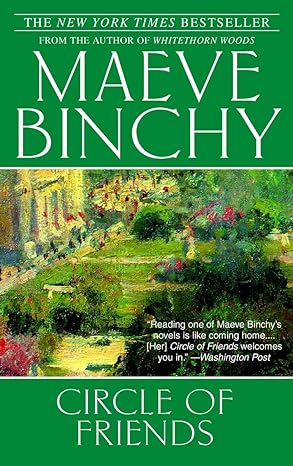 THE NEW YORK TIMES BESTSELLER
FROM THE AUTHOR OF WHITETHORN WOODS
MAEVE
BINCHY
"Reading one of Maeve Binchy's
novels is like coming home....
[Her] Circle of Friends welcomes
you in." —Washington Post
CIRCLE OF
FRIENDS